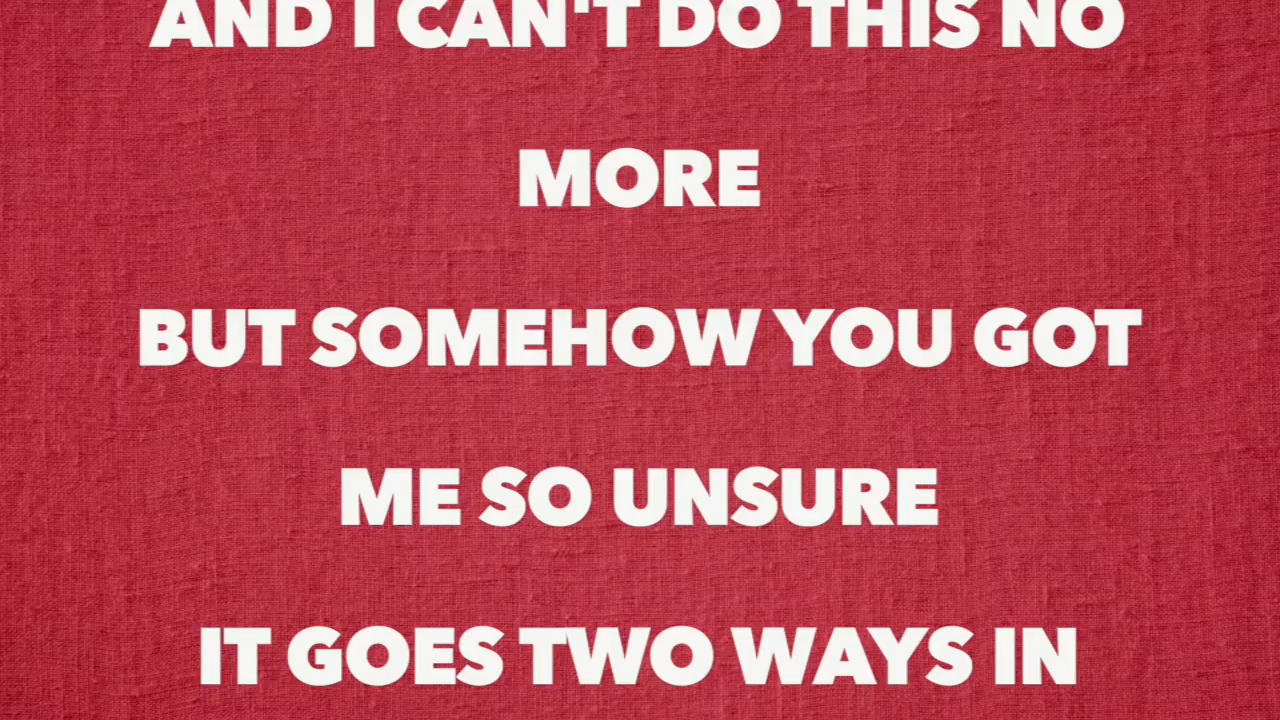 AND I CAN'T DO THIS NO
MORE
BUT SOMEHOW YOU GOT
ME SO UNSURE
IT GOES TWO WAYS IN